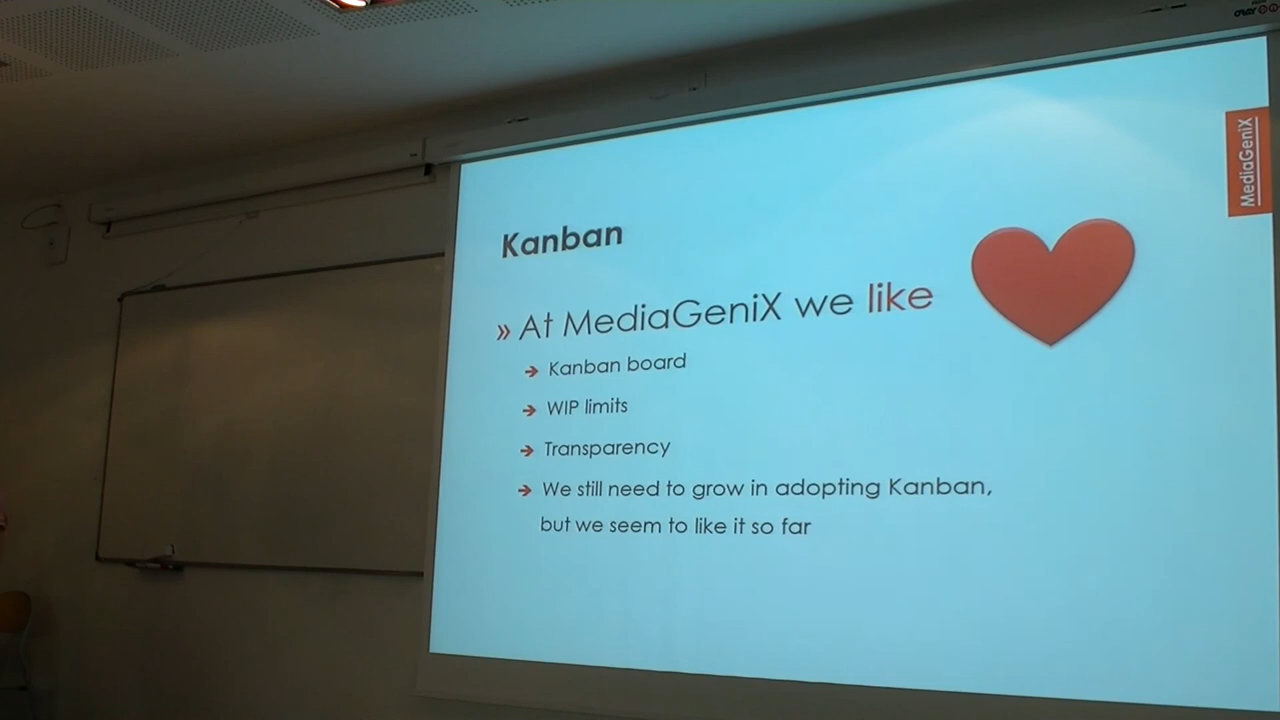 MediaGeniX
Kanban
» At MediaGeniX we like
→ Kanban board
→ WIP limits
→ Transparency
→ We still need to grow in adopting Kanban,
but we seem to like it so far